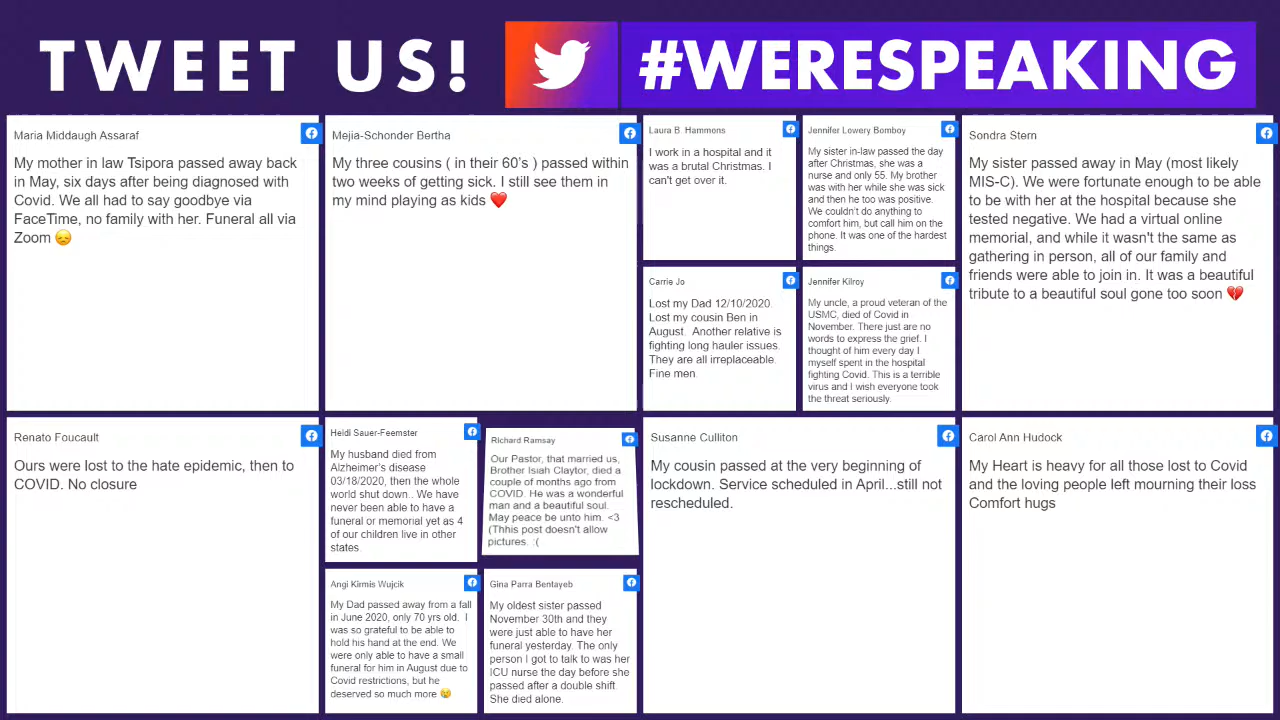 TWEET US! #WERESPEAKING
Maria Middaugh Assaraf
My mother in law Tsipora passed away back
in May, six days after being diagnosed with
Covid. We all had to say goodbye via
FaceTime, no family with her. Funeral all via
Zoom 😞
Mejia-Schonder Bertha
My three cousins ( in their 60's ) passed within
two weeks of getting sick. I still see them in
my mind playing as kids ❤️
Laura B. Hammons
I work in a hospital and it
was a brutal Christmas. I
can't get over it.
Jennifer Lowery Bomboy
My sister in-law passed the day
after Christmas, she was a
nurse and only 55. My brother
was with her while she was sick
and then he too was positive.
We couldn't do anything to
comfort him, but call him on the
phone. It was one of the hardest
things.
Carrie Jo
Lost my Dad 12/10/2020.
Lost my cousin Ben in
August. Another relative is
fighting long hauler issues.
They are all irreplaceable.
Fine men.
Jennifer Kilroy
My uncle, a proud veteran of the
USMC, died of Covid in
November. There just are no
words to express the grief. I
thought of him every day I
myself spent in the hospital
fighting Covid. This is a terrible
virus and I wish everyone took
the threat seriously.
Sondra Stern
My sister passed away in May (most likely
MIS-C). We were fortunate enough to be able
to be with her at the hospital because she
tested negative. We had a virtual online
memorial, and while it wasn't the same as
gathering in person, all of our family and
friends were able to join in. It was a beautiful
tribute to a beautiful soul gone too soon 💔
Renato Foucault
Ours were lost to the hate epidemic, then to
COVID. No closure
Heidi Sauer-Feemster
My husband died from
Alzheimer's disease
03/18/2020, then the whole
world shut down.. We have
never been able to have a
funeral or memorial yet as 4
of our children live in other
states.
Richard Ramsay
Our Pastor, that married us,
Brother Isiah Claytor, died a
couple of months ago from
COVID. He was a wonderful
man and a beautiful soul.
May peace be unto him. <3
(Thhis post doesn't allow
pictures. :(
Angi Kirmis Wujcik
My Dad passed away from a fall
in June 2020, only 70 yrs old. I
was so grateful to be able to
hold his hand at the end. We
were only able to have a small
funeral for him in August due to
Covid restrictions, but he
deserved so much more 😢
Gina Parra Bentayeb
My oldest sister passed
November 30th and they
were just able to have her
funeral yesterday. The only
person I got to talk to was her
ICU nurse the day before she
passed after a double shift.
She died alone.
Susanne Culliton
My cousin passed at the very beginning of
lockdown. Service scheduled in April...still not
rescheduled.
Carol Ann Hudock
My Heart is heavy for all those lost to Covid
and the loving people left mourning their loss
Comfort hugs